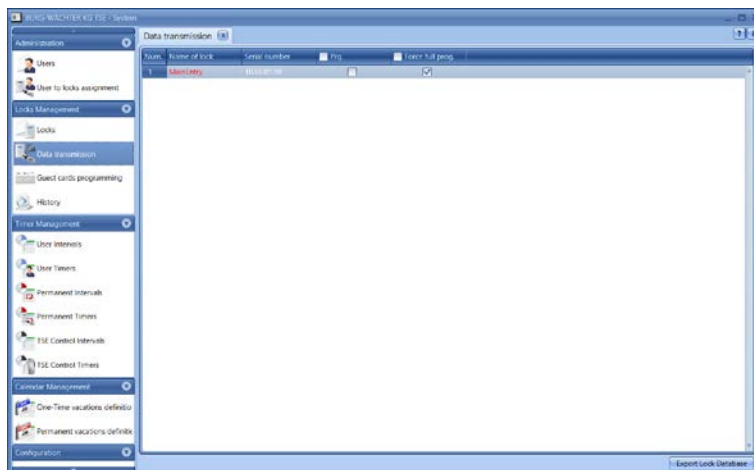 BURG-WÄCHTER KG TSE - System
Administration
Users
User to locks assignment
Locks Management
Locks
Data transmission
Guest cards programming
History
Timer Management
User Intervals
User Timers
Permanent Intervals
Permanent Timers
TSE Control Intervals
TSE Control Timers
Calendar Management
One-Time vacations definitio
Permanent vacations definitio
Configuration
Data transmission
Num. Name of lock Serial number Prg. Force full prog.
1 Main Entry
Export Lock Database